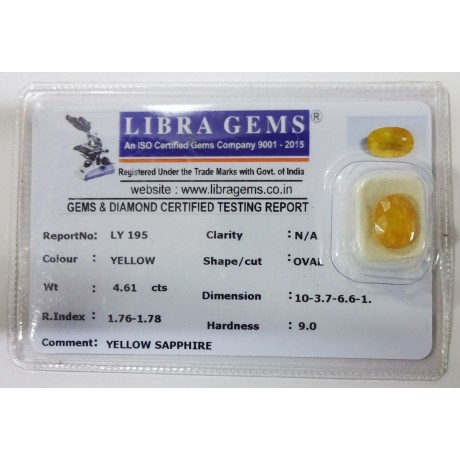 LIBRA GEMS®
An ISO Certified Gems Company 9001 - 2015
Registered Under the Trade Marks with Govt. of India
website : www.libragems.co.in
GEMS & DIAMOND CERTIFIED TESTING REPORT
ReportNo: LY 195 Clarity : N/A
Colour : YELLOW Shape/cut : OVAL
Wt : 4.61 cts Dimension : 10-3.7-6.6-1.
R.Index : 1.76-1.78 Hardness : 9.0
Comment: YELLOW SAPPHIRE